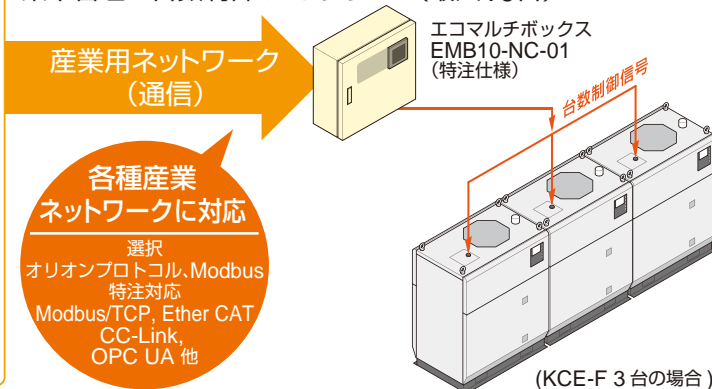 産業用ネットワーク
（通信）
エコマルチボックス
EMB10-NC-01
（特注仕様）
台数制御信号
各種産業
ネットワークに対応
選択
オリオンプロトコル、Modbus
特注対応
Modbus/TCP, Ether CAT
CC-Link,
OPC UA 他
(KCE-F 3 台の場合 )